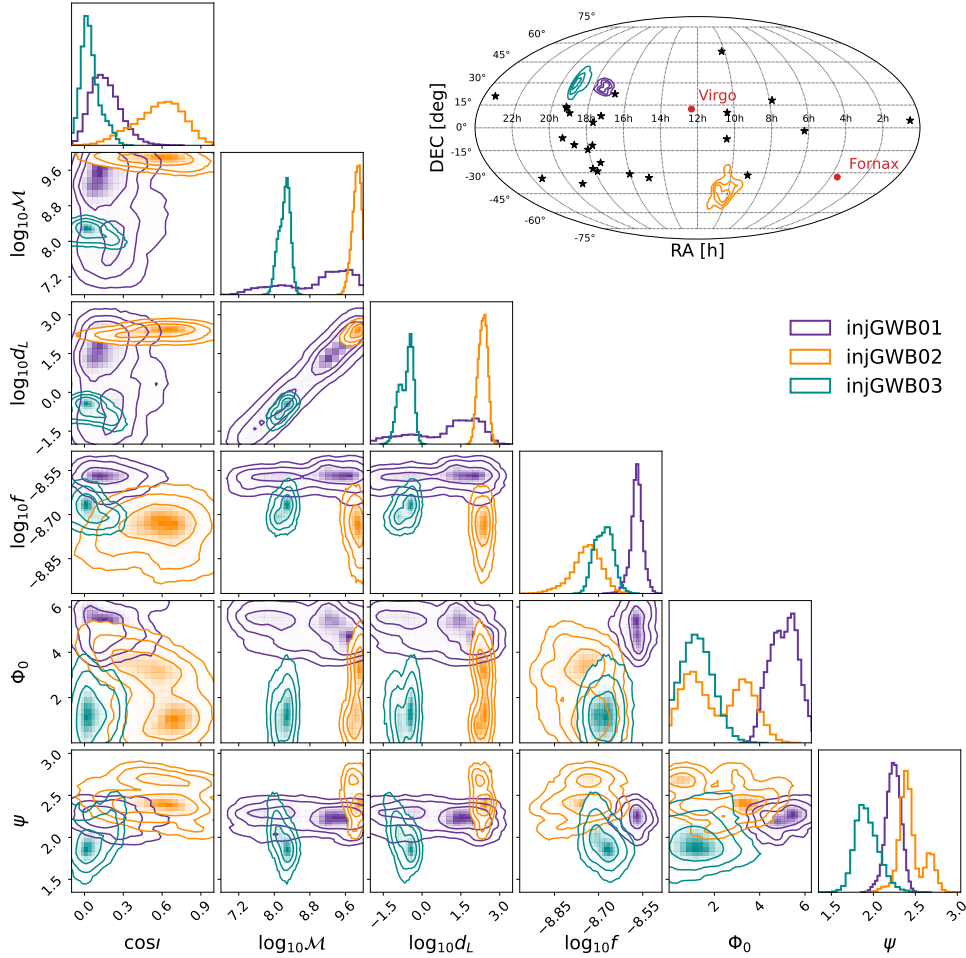 75°
60°
45°
30°
15°
0°
-15°
-30°
-45°
-60°
-75°
22h 20h 18h 16h 14h 12h 10h 8h 6h 4h 2h
Virgo
Fornax
DEC [deg]
RA [h]
injGWB01
injGWB02
injGWB03
log₁₀ℳ
9.6
8.8
8.0
7.2
log₁₀d_L
3.0
1.5
0.0
−1.5
log₁₀f
−8.55
−8.70
−8.85
Φ₀
6
4
2
ψ
3.0
2.5
2.0
1.5
0.0 0.3 0.6 0.9
7.2 8.0 8.8 9.6
−1.5 0.0 1.5 3.0
−8.85 −8.70 −8.55
2 4 6
1.5 2.0 2.5 3.0
cosι
log₁₀ℳ
log₁₀d_L
log₁₀f
Φ₀
ψ